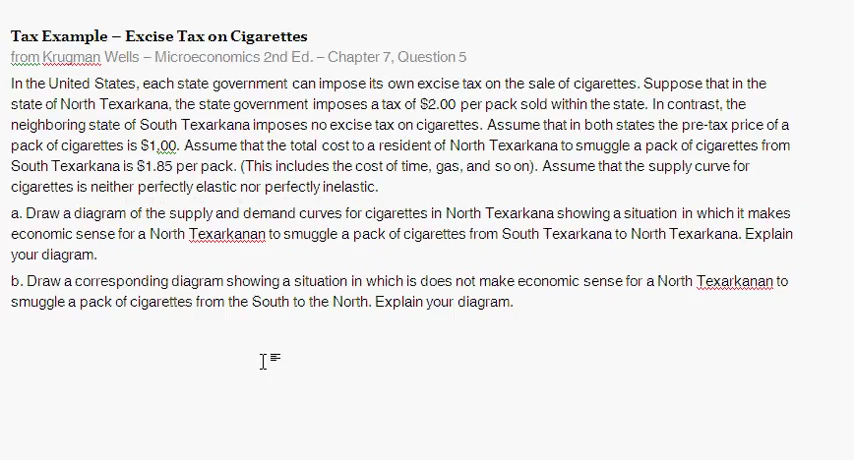 Tax Example – Excise Tax on Cigarettes
from Krugman Wells – Microeconomics 2nd Ed. – Chapter 7, Question 5
In the United States, each state government can impose its own excise tax on the sale of cigarettes. Suppose that in the
state of North Texarkana, the state government imposes a tax of $2.00 per pack sold within the state. In contrast, the
neighboring state of South Texarkana imposes no excise tax on cigarettes. Assume that in both states the pre-tax price of a
pack of cigarettes is $1,00. Assume that the total cost to a resident of North Texarkana to smuggle a pack of cigarettes from
South Texarkana is $1.85 per pack. (This includes the cost of time, gas, and so on). Assume that the supply curve for
cigarettes is neither perfectly elastic nor perfectly inelastic.
a. Draw a diagram of the supply and demand curves for cigarettes in North Texarkana showing a situation in which it makes
economic sense for a North Texarkanan to smuggle a pack of cigarettes from South Texarkana to North Texarkana. Explain
your diagram.
b. Draw a corresponding diagram showing a situation in which is does not make economic sense for a North Texarkanan to
smuggle a pack of cigarettes from the South to the North. Explain your diagram.